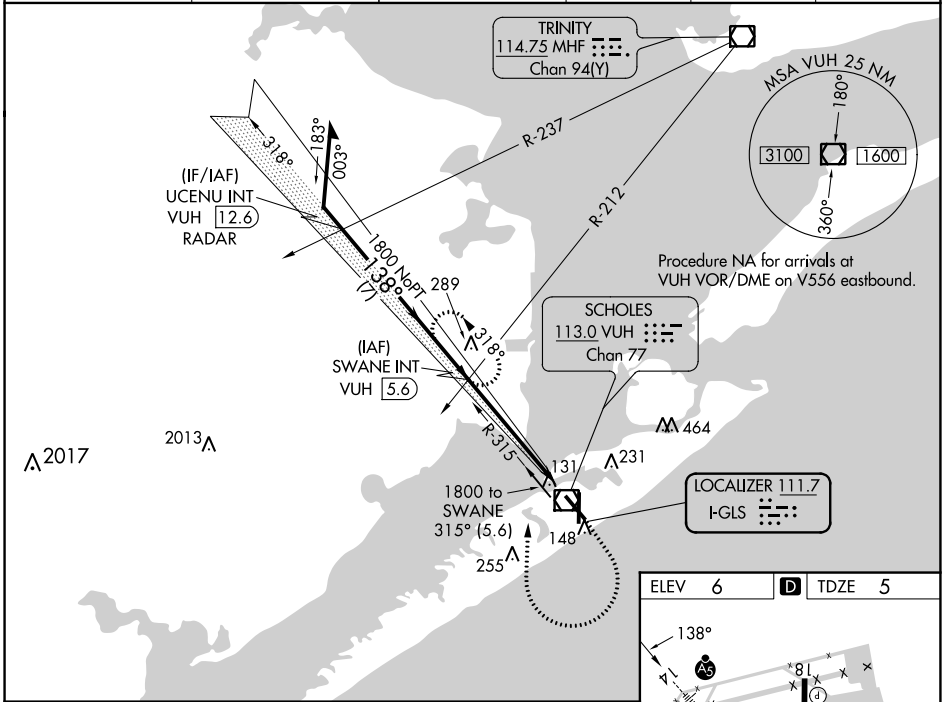 TRINITY
114.75 MHF
Chan 94(Y)
MSA VUH 25 NM
180°
3100
1600
360°
R-237
R-212
183°
003°
318°
(IF/IAF)
UCENU INT
VUH 12.6
RADAR
1800 NoPT
138°
(7)
289
318°
Procedure NA for arrivals at
VUH VOR/DME on V556 eastbound.
SCHOLES
113.0 VUH
Chan 77
(IAF)
SWANE INT
VUH 5.6
R-315
2017
2013
464
231
131
1800 to
SWANE
315° (5.6)
LOCALIZER 111.7
I-GLS
148
255
ELEV 6
D
TDZE 5
138°
A5
14
18
P